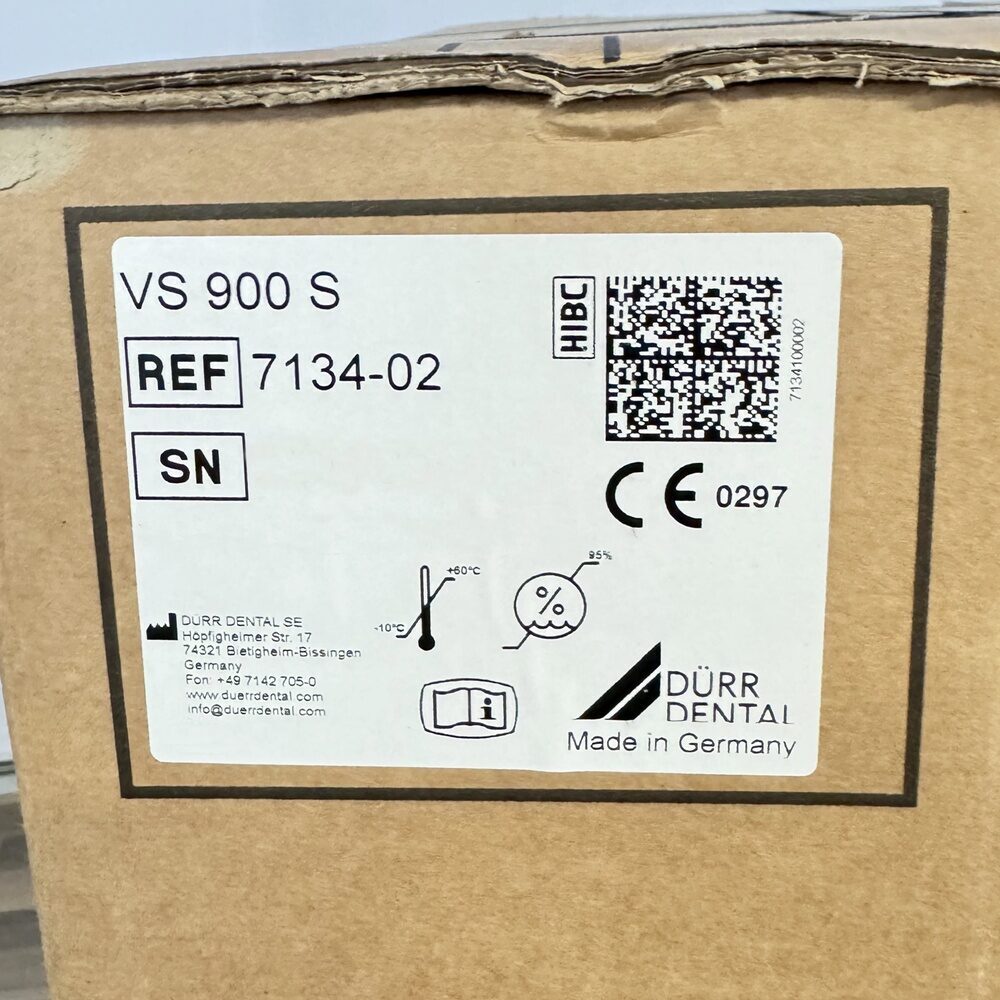 VS 900 S
REF 7134-02
SN
HIBC
7134100002
CE 0297
-10°C
+60°C
%
95%
DÜRR DENTAL SE
Höpfigheimer Str. 17
74321 Bietigheim-Bissingen
Germany
Fon: +49 7142 705-0
www.duerrdental.com
info@duerrdental.com
i
DÜRR
DENTAL
Made in Germany